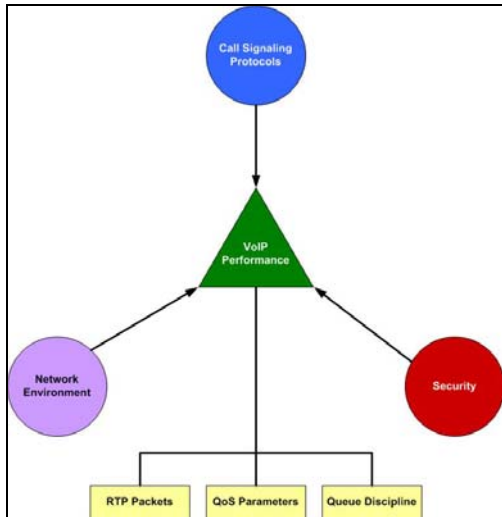 Call Signaling
Protocols
VoIP
Performance
Network
Environment
Security
RTP Packets
QoS Parameters
Queue Discipline